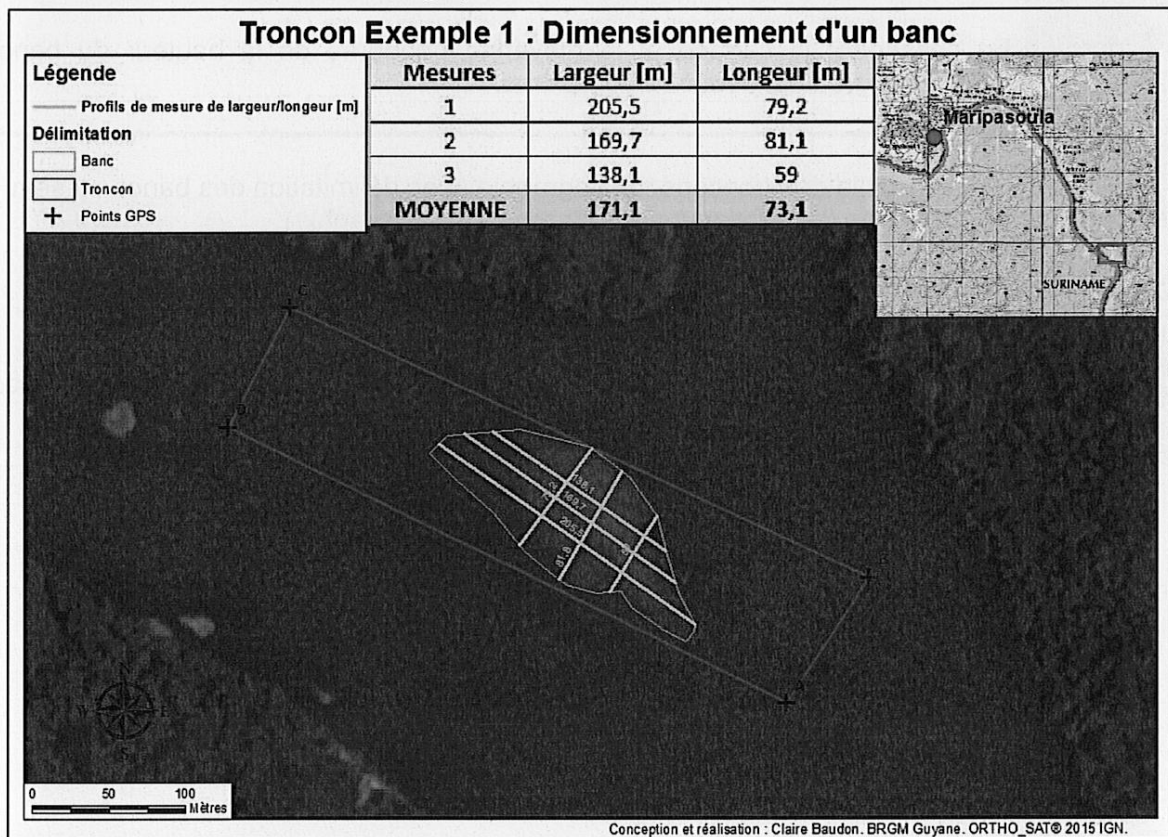 Troncon Exemple 1 : Dimensionnement d'un banc
Légende
Profils de mesure de largeur/longeur [m]
Délimitation
Banc
Troncon
Points GPS
Mesures Largeur [m] Longeur [m]
1 205,5 79,2
2 169,7 81,1
3 138,1 59
MOYENNE 171,1 73,1
Maripasoula
SURINAME
C
138,1
169,7
205,5
81,8
A
N
W E
S
0 50 100
Mètres
Conception et réalisation : Claire Baudon. BRGM Guyane. ORTHO_SAT® 2015 IGN.